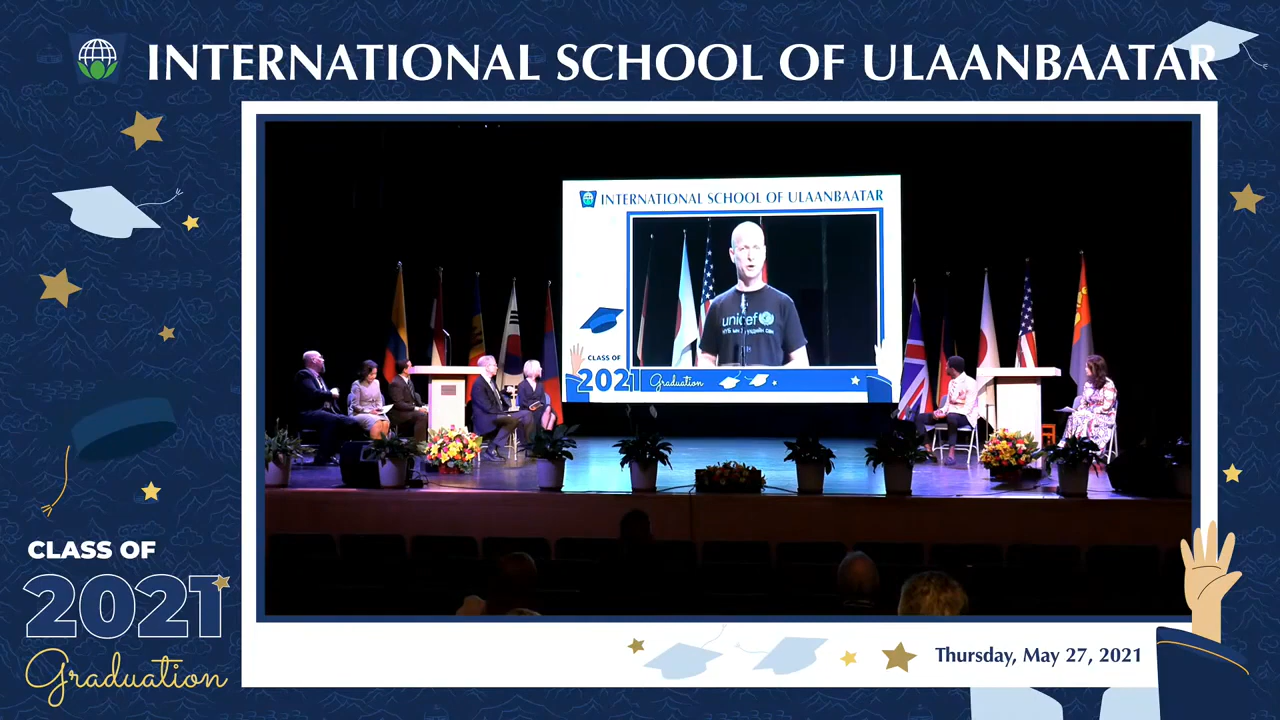 INTERNATIONAL SCHOOL OF ULAANBAATAR
INTERNATIONAL SCHOOL OF ULAANBAATAR
unicef
CLASS OF
2021
Graduation
CLASS OF
2021
Graduation
Thursday, May 27, 2021